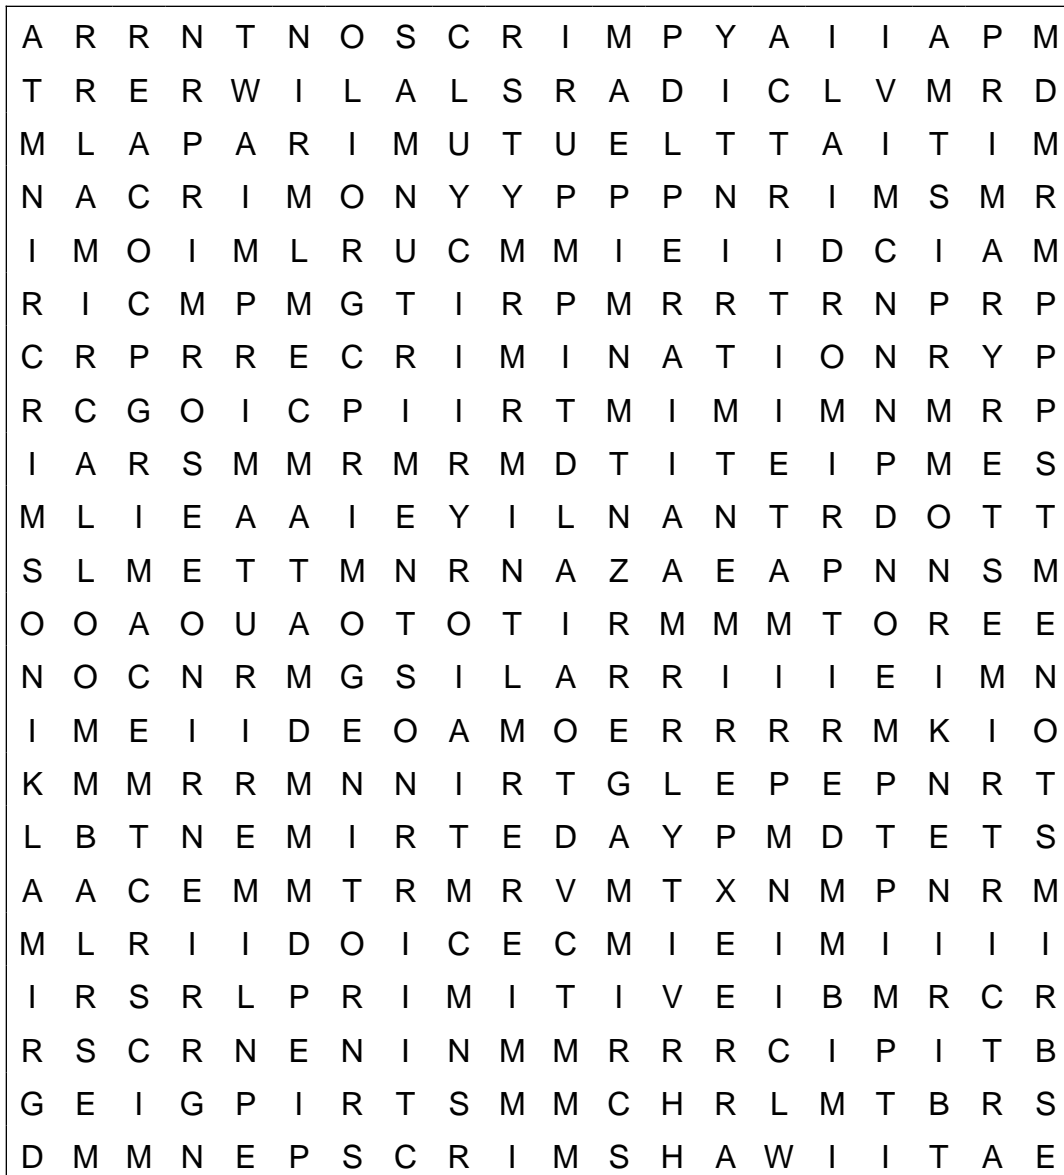 A R R N T N O S C R I M P Y A I I A P M
T R E R W I L A L S R A D I C L V M R D
M L A P A R I M U T U E L T T A I T I M
N A C R I M O N Y Y P P P N R I M S M R
I M O I M L R U C M M I E I I D C I A M
R I C M P M G T I R P M R R T R N P R P
C R P R R E C R I M I N A T I O N R Y P
R C G O I C P I I R T M I M I M N M R P
I A R S M M R M R M D T I T E I P M E S
M L I E A A I E Y I L N A N T R D O T T
S L M E T T M N R N A Z A E A P N N S M
O O A O U A O T O T I R M M M T O R E E
N O C N R M G S I L A R R I I I E I M N
I M E I I D E O A M O E R R R R M K I O
K M M R R M N N I R T G L E P E P N R T
L B T N E M I R T E D A Y P M D T E T S
A A C E M M T R M R V M T X N M P N R M
M L R I I D O I C E C M I E I M I I I I
I R S R L P R I M I T I V E I B M R C R
R S C R N E N I N M M R R R C I P I T B
G E I G P I R T S M M C H R L M T B R S
D M M N E P S C R I M S H A W I I T A E